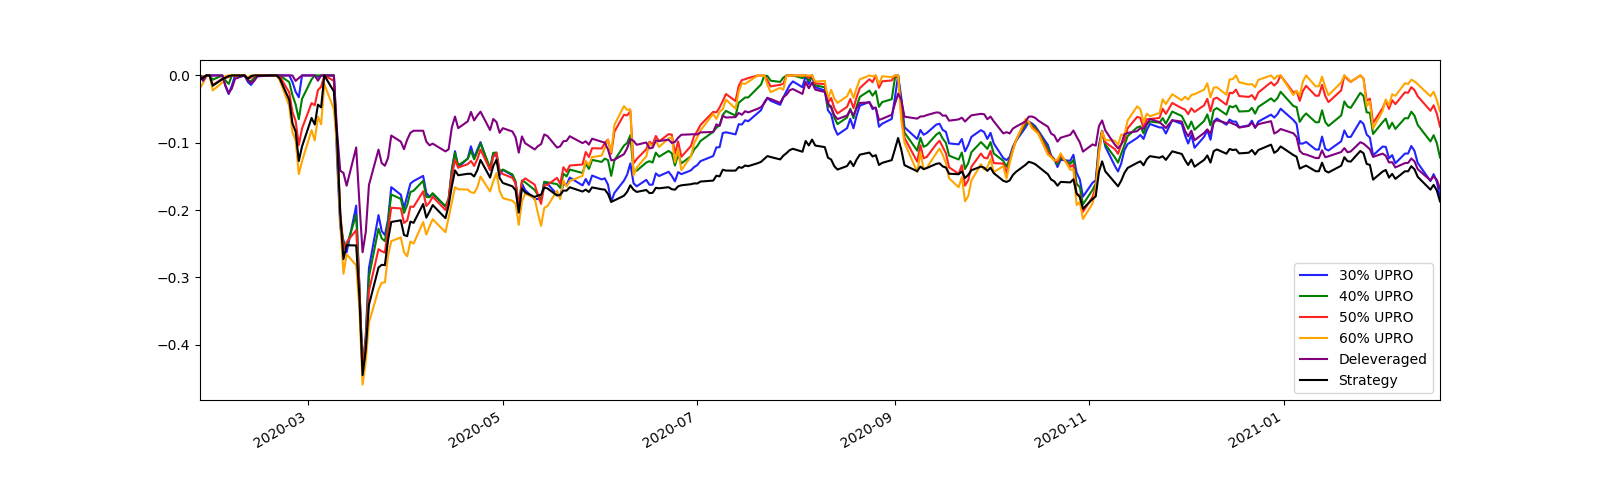 0.0
−0.1
−0.2
−0.3
−0.4
2020-03
2020-05
2020-07
2020-09
2020-11
2021-01
30% UPRO
40% UPRO
50% UPRO
60% UPRO
Deleveraged
Strategy